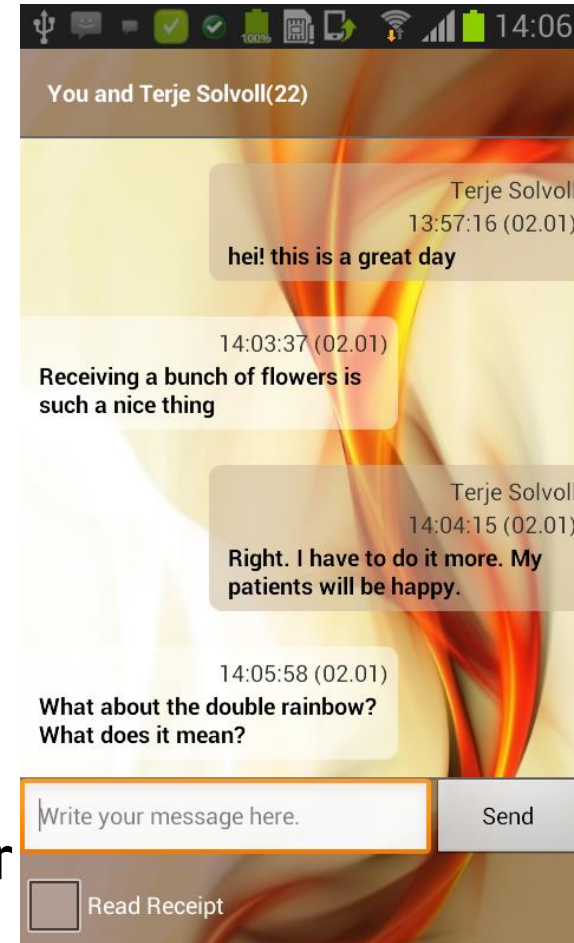 100%
14:06
You and Terje Solvoll(22)
Terje Solvoll
13:57:16 (02.01)
hei! this is a great day
14:03:37 (02.01)
Receiving a bunch of flowers is
such a nice thing
Terje Solvoll
14:04:15 (02.01)
Right. I have to do it more. My
patients will be happy.
14:05:58 (02.01)
What about the double rainbow?
What does it mean?
Write your message here.
Send
r
Read Receipt